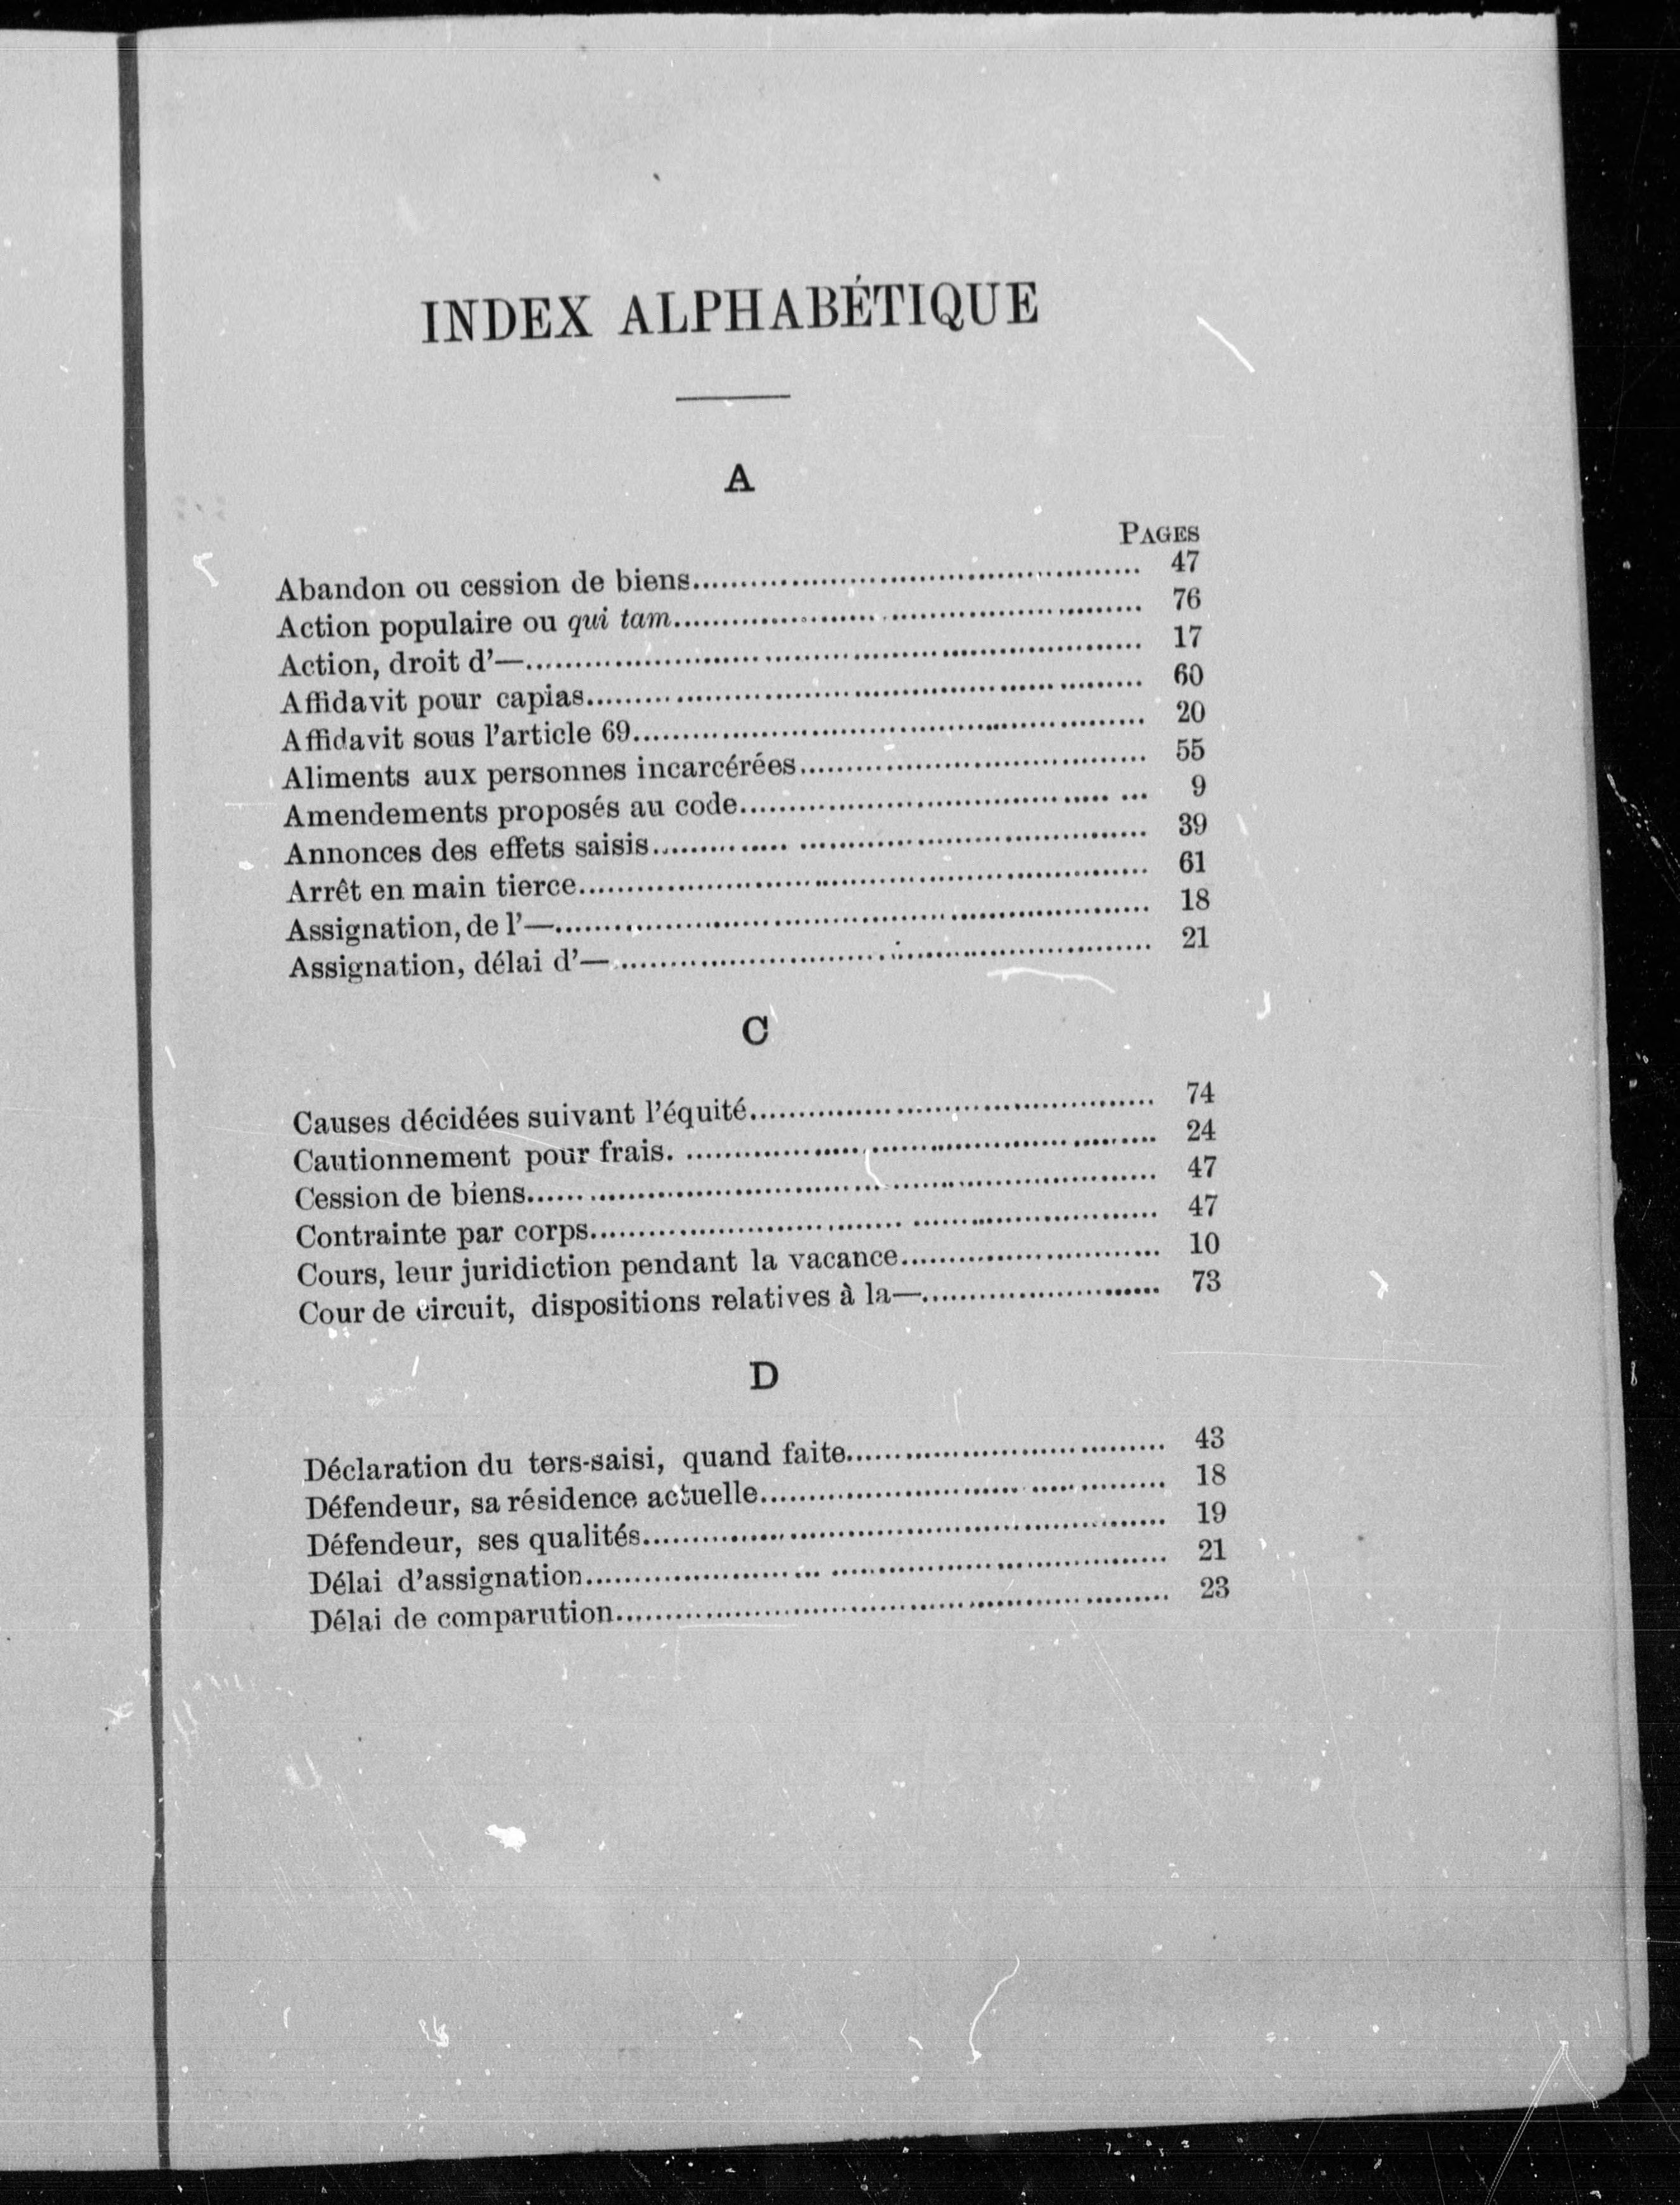 INDEX ALPHABÉTIQUE
A
PAGES
Abandon ou cession de biens 47
Action populaire ou qui tam 76
Action, droit d'— 17
Affidavit pour capias 60
Affidavit sous l'article 69 20
Aliments aux personnes incarcérées 55
Amendements proposés au code 9
Annonces des effets saisis 39
Arrêt en main tierce 61
Assignation, de l'— 18
Assignation, délai d'— 21
C
Causes décidées suivant l'équité 74
Cautionnement pour frais. 24
Cession de biens 47
Contrainte par corps 47
Cours, leur juridiction pendant la vacance 10
Cour de circuit, dispositions relatives à la— 73
D
Déclaration du ters-saisi, quand faite 43
Défendeur, sa résidence actuelle 18
Défendeur, ses qualités 19
Délai d'assignation 21
Délai de comparution 23